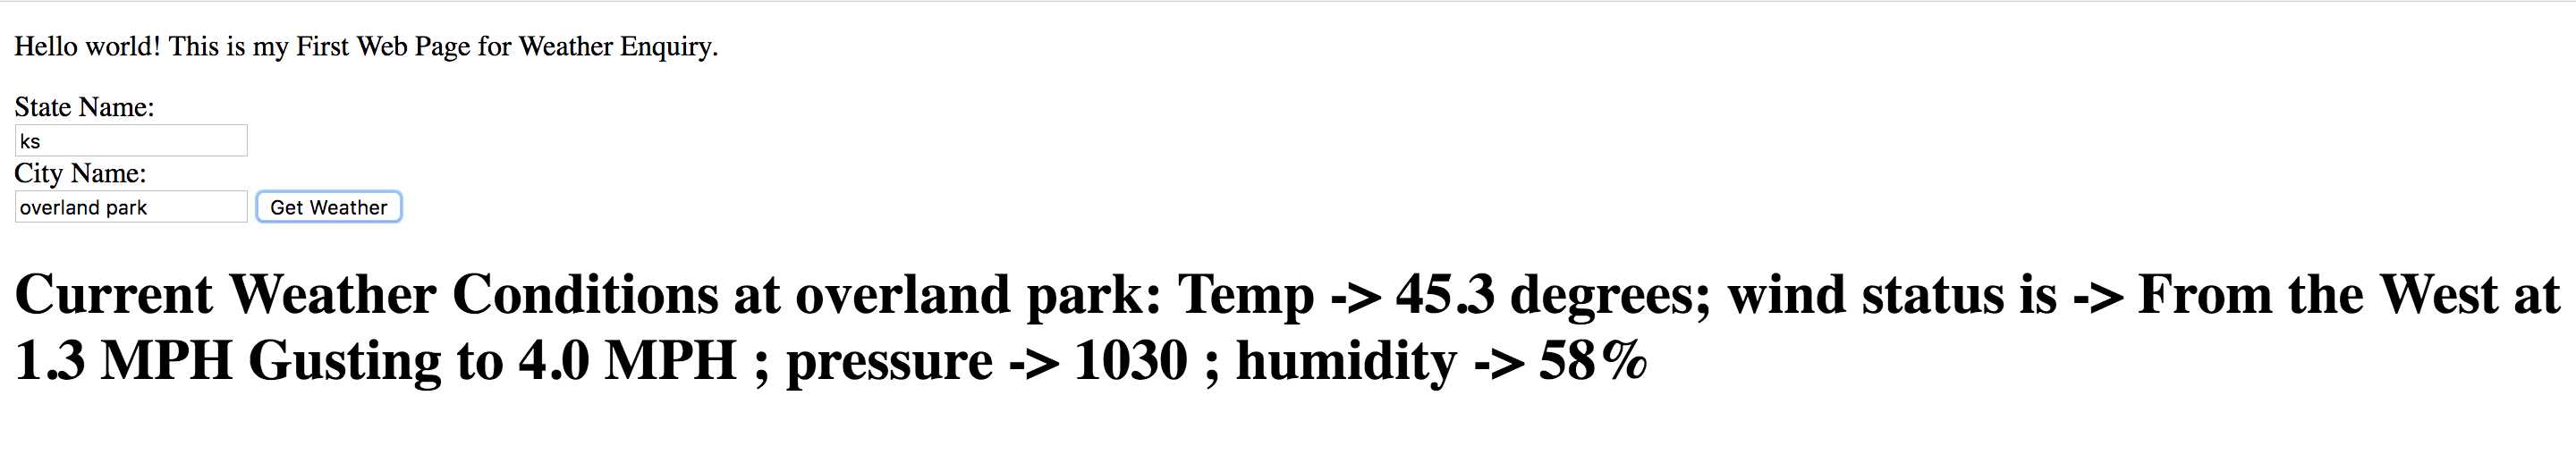 Hello world! This is my First Web Page for Weather Enquiry.
State Name:
ks
City Name:
overland park Get Weather
Current Weather Conditions at overland park: Temp -> 45.3 degrees; wind status is -> From the West at
1.3 MPH Gusting to 4.0 MPH ; pressure -> 1030 ; humidity -> 58%